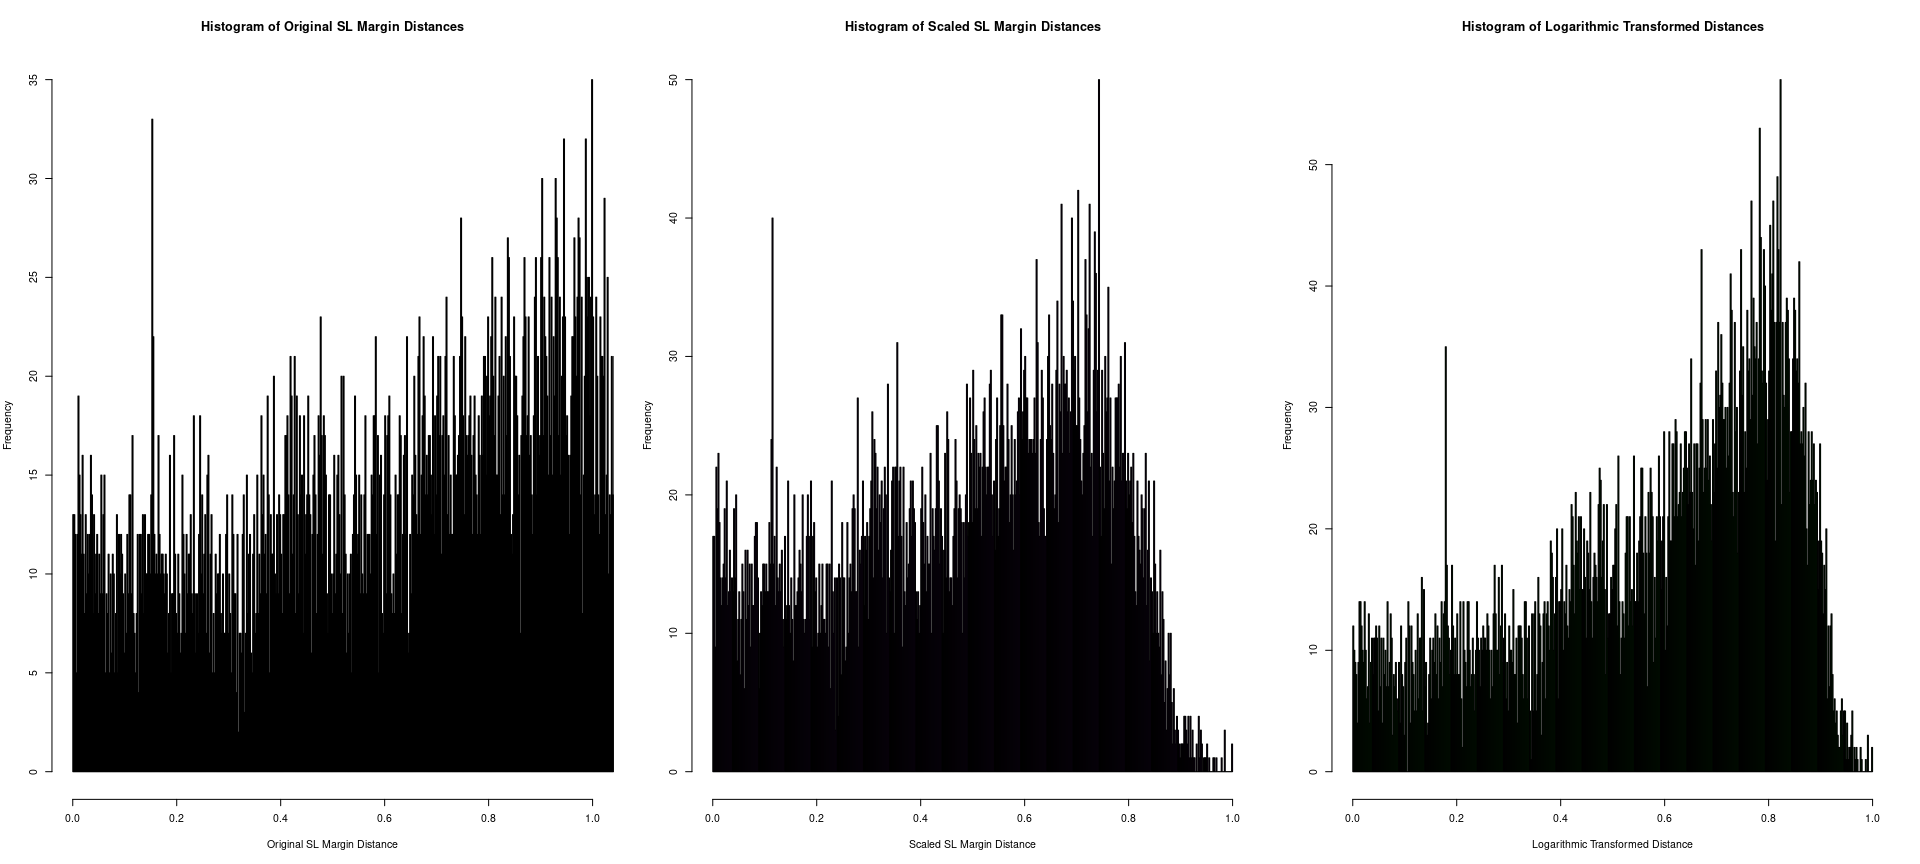 Histogram of Original SL Margin Distances
Frequency
35
30
25
20
15
10
5
0
0.0 0.2 0.4 0.6 0.8 1.0
Original SL Margin Distance
Histogram of Scaled SL Margin Distances
Frequency
50
40
30
20
10
0
0.0 0.2 0.4 0.6 0.8 1.0
Scaled SL Margin Distance
Histogram of Logarithmic Transformed Distances
Frequency
50
40
30
20
10
0
0.0 0.2 0.4 0.6 0.8 1.0
Logarithmic Transformed Distance